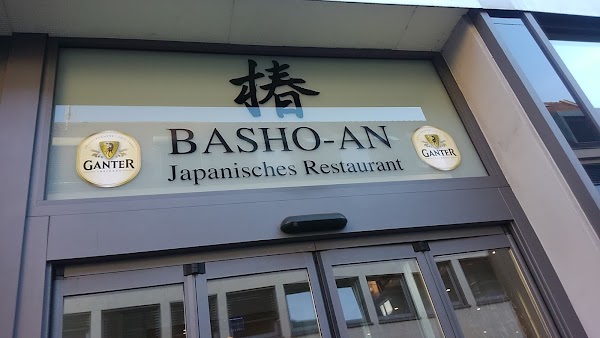 椿
BASHO-AN
Japanisches Restaurant
GANTER
GANTER